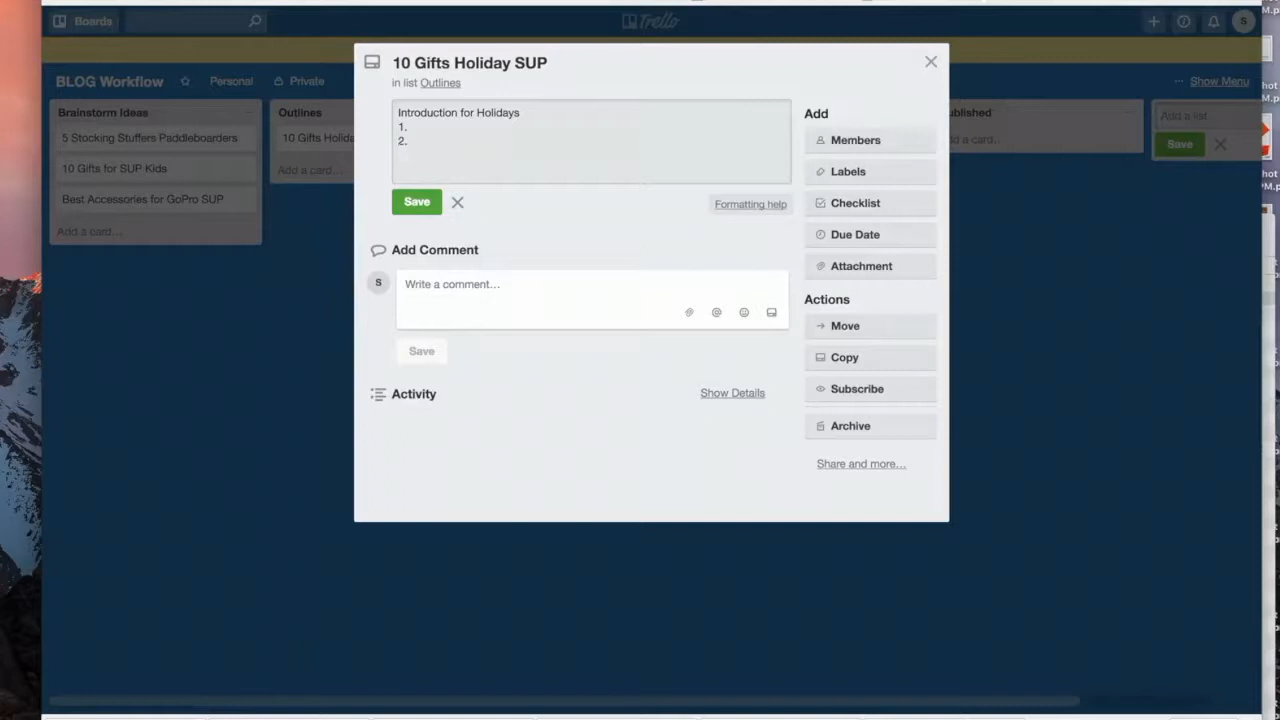 Boards
Trello
S
BLOG Workflow
Personal
Private
Show Menu
Brainstorm Ideas
5 Stocking Stuffers Paddleboarders
10 Gifts for SUP Kids
Best Accessories for GoPro SUP
Add a card…
Outlines
10 Gifts Holida
Add a card…
10 Gifts Holiday SUP
in list Outlines
Introduction for Holidays
1.
2.
Save
Formatting help
Add Comment
S
Write a comment…
Save
Activity
Show Details
Add
Members
Labels
Checklist
Due Date
Attachment
Actions
Move
Copy
Subscribe
Archive
Share and more…
ublished
d a card…
Add a list
Save
hot
M.p
hot
M.p